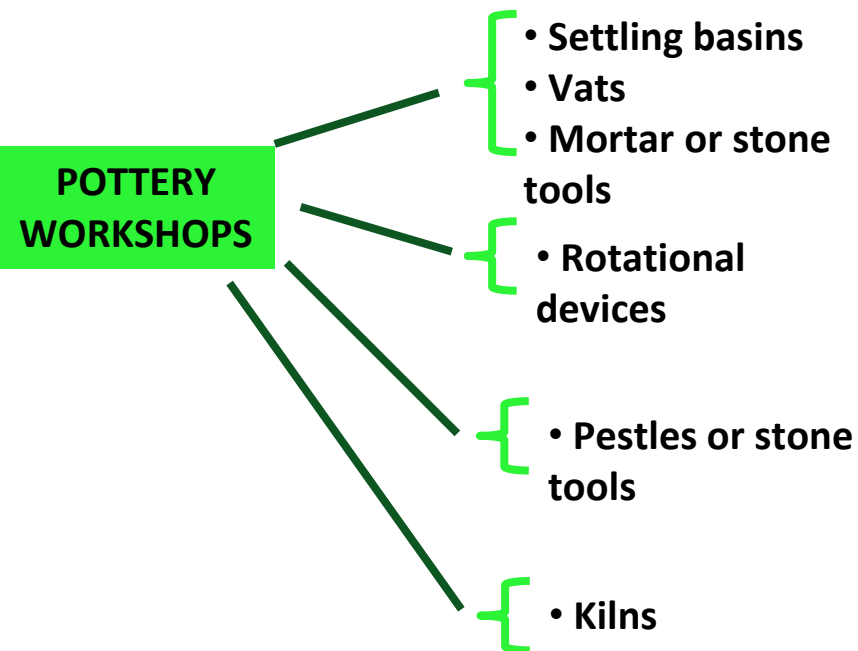 POTTERY
WORKSHOPS
• Settling basins
• Vats
• Mortar or stone
tools
• Rotational
devices
• Pestles or stone
tools
• Kilns